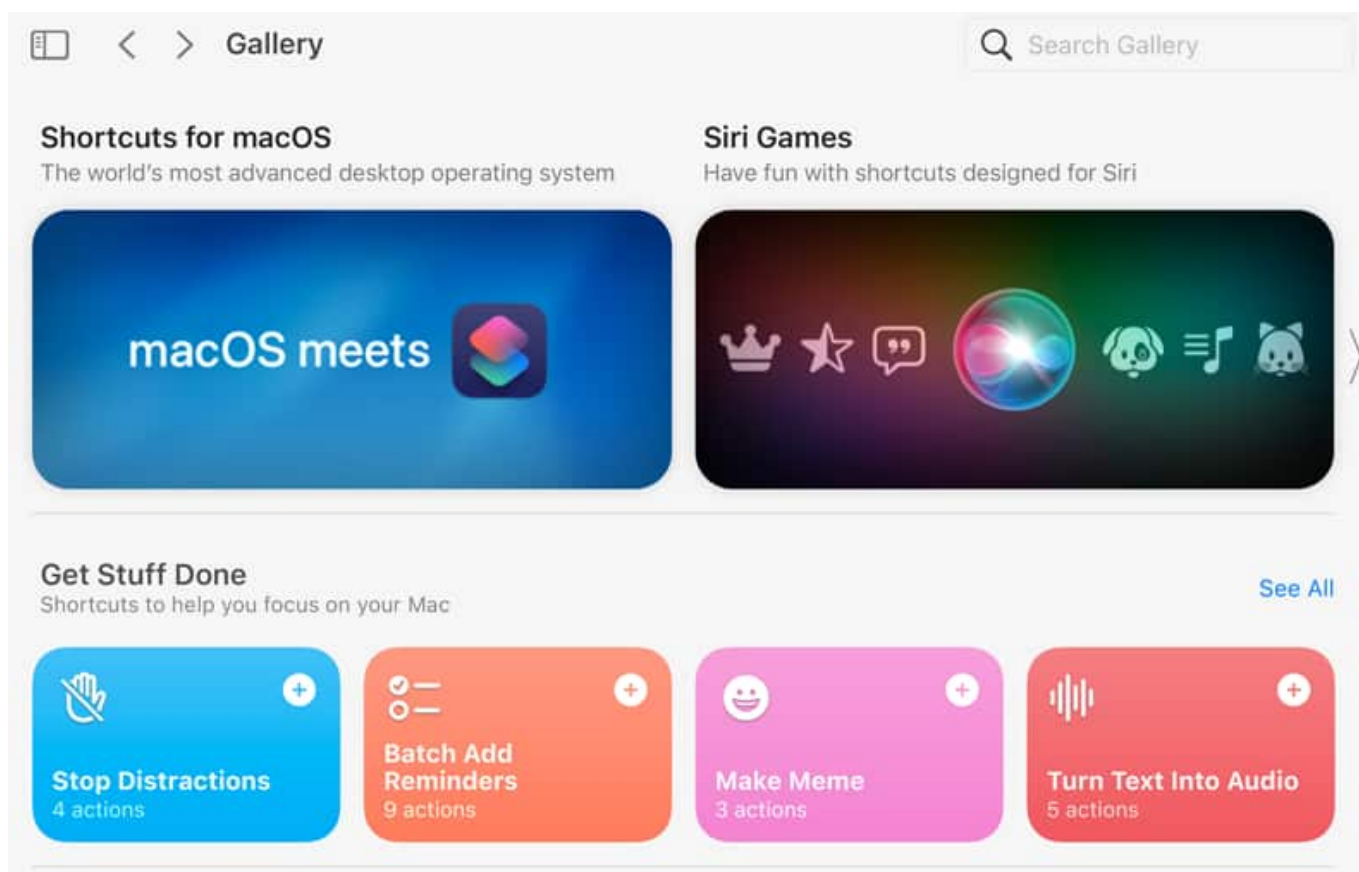 Gallery
Search Gallery
Shortcuts for macOS
The world's most advanced desktop operating system
Siri Games
Have fun with shortcuts designed for Siri
macOS meets
Get Stuff Done
Shortcuts to help you focus on your Mac
See All
Stop Distractions
4 actions
Batch Add
Reminders
9 actions
Make Meme
3 actions
Turn Text Into Audio
5 actions